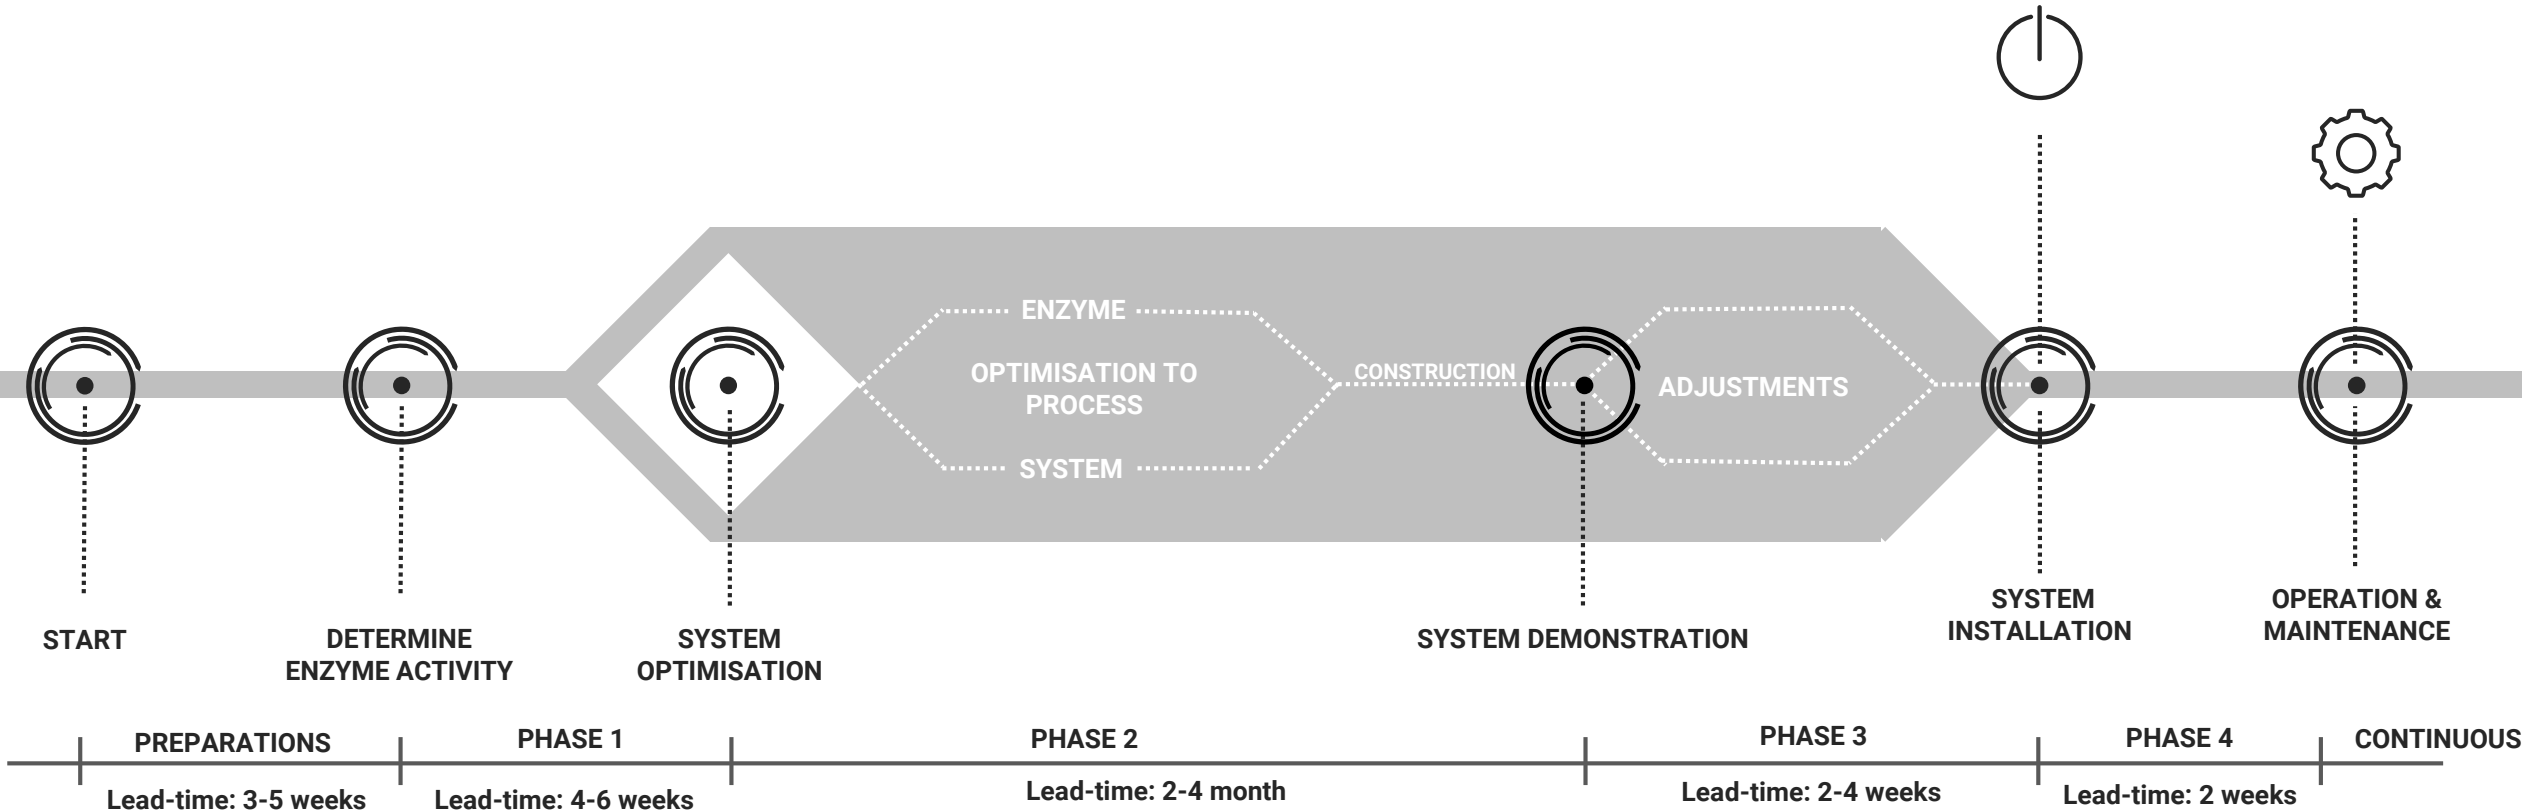 ENZYME
OPTIMISATION TO
PROCESS
SYSTEM
CONSTRUCTION
ADJUSTMENTS
START
DETERMINE
ENZYME ACTIVITY
SYSTEM
OPTIMISATION
SYSTEM DEMONSTRATION
SYSTEM
INSTALLATION
OPERATION &
MAINTENANCE
PREPARATIONS
Lead-time: 3-5 weeks
PHASE 1
Lead-time: 4-6 weeks
PHASE 2
Lead-time: 2-4 month
PHASE 3
Lead-time: 2-4 weeks
PHASE 4
Lead-time: 2 weeks
CONTINUOUS